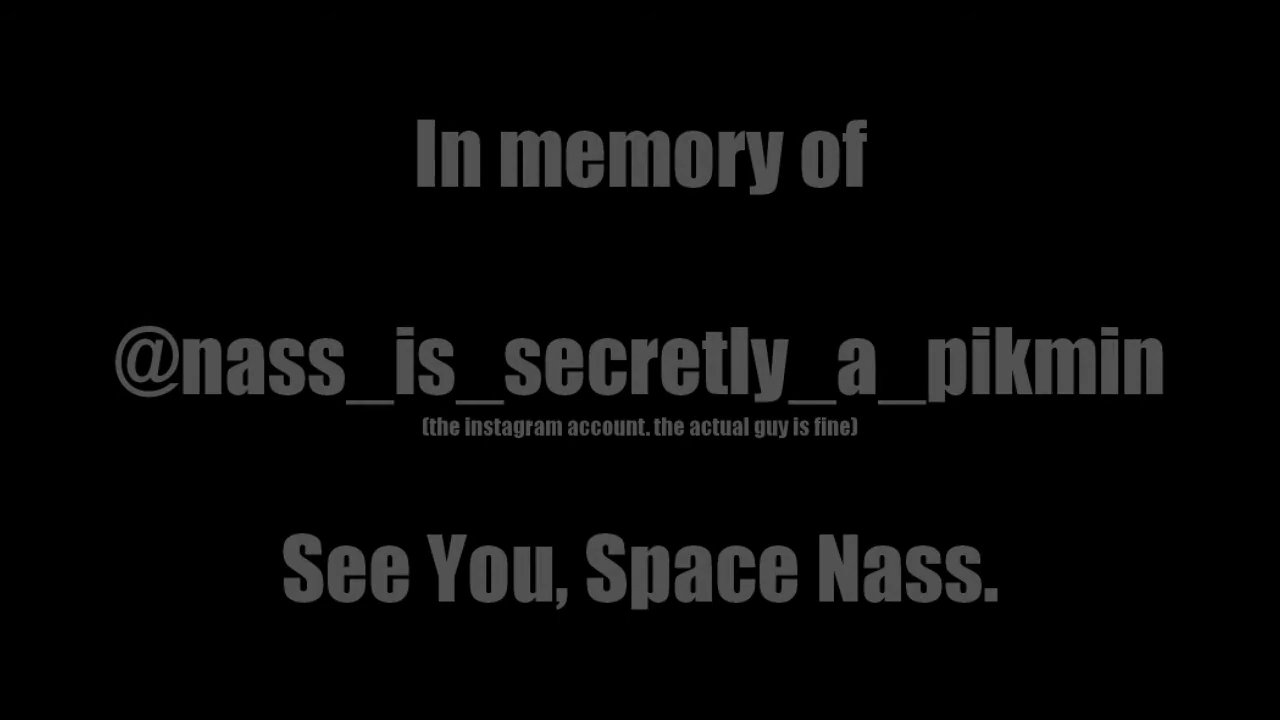 In memory of
@nass_is_secretly_a_pikmin
(the instagram account. the actual guy is fine)
See You, Space Nass.